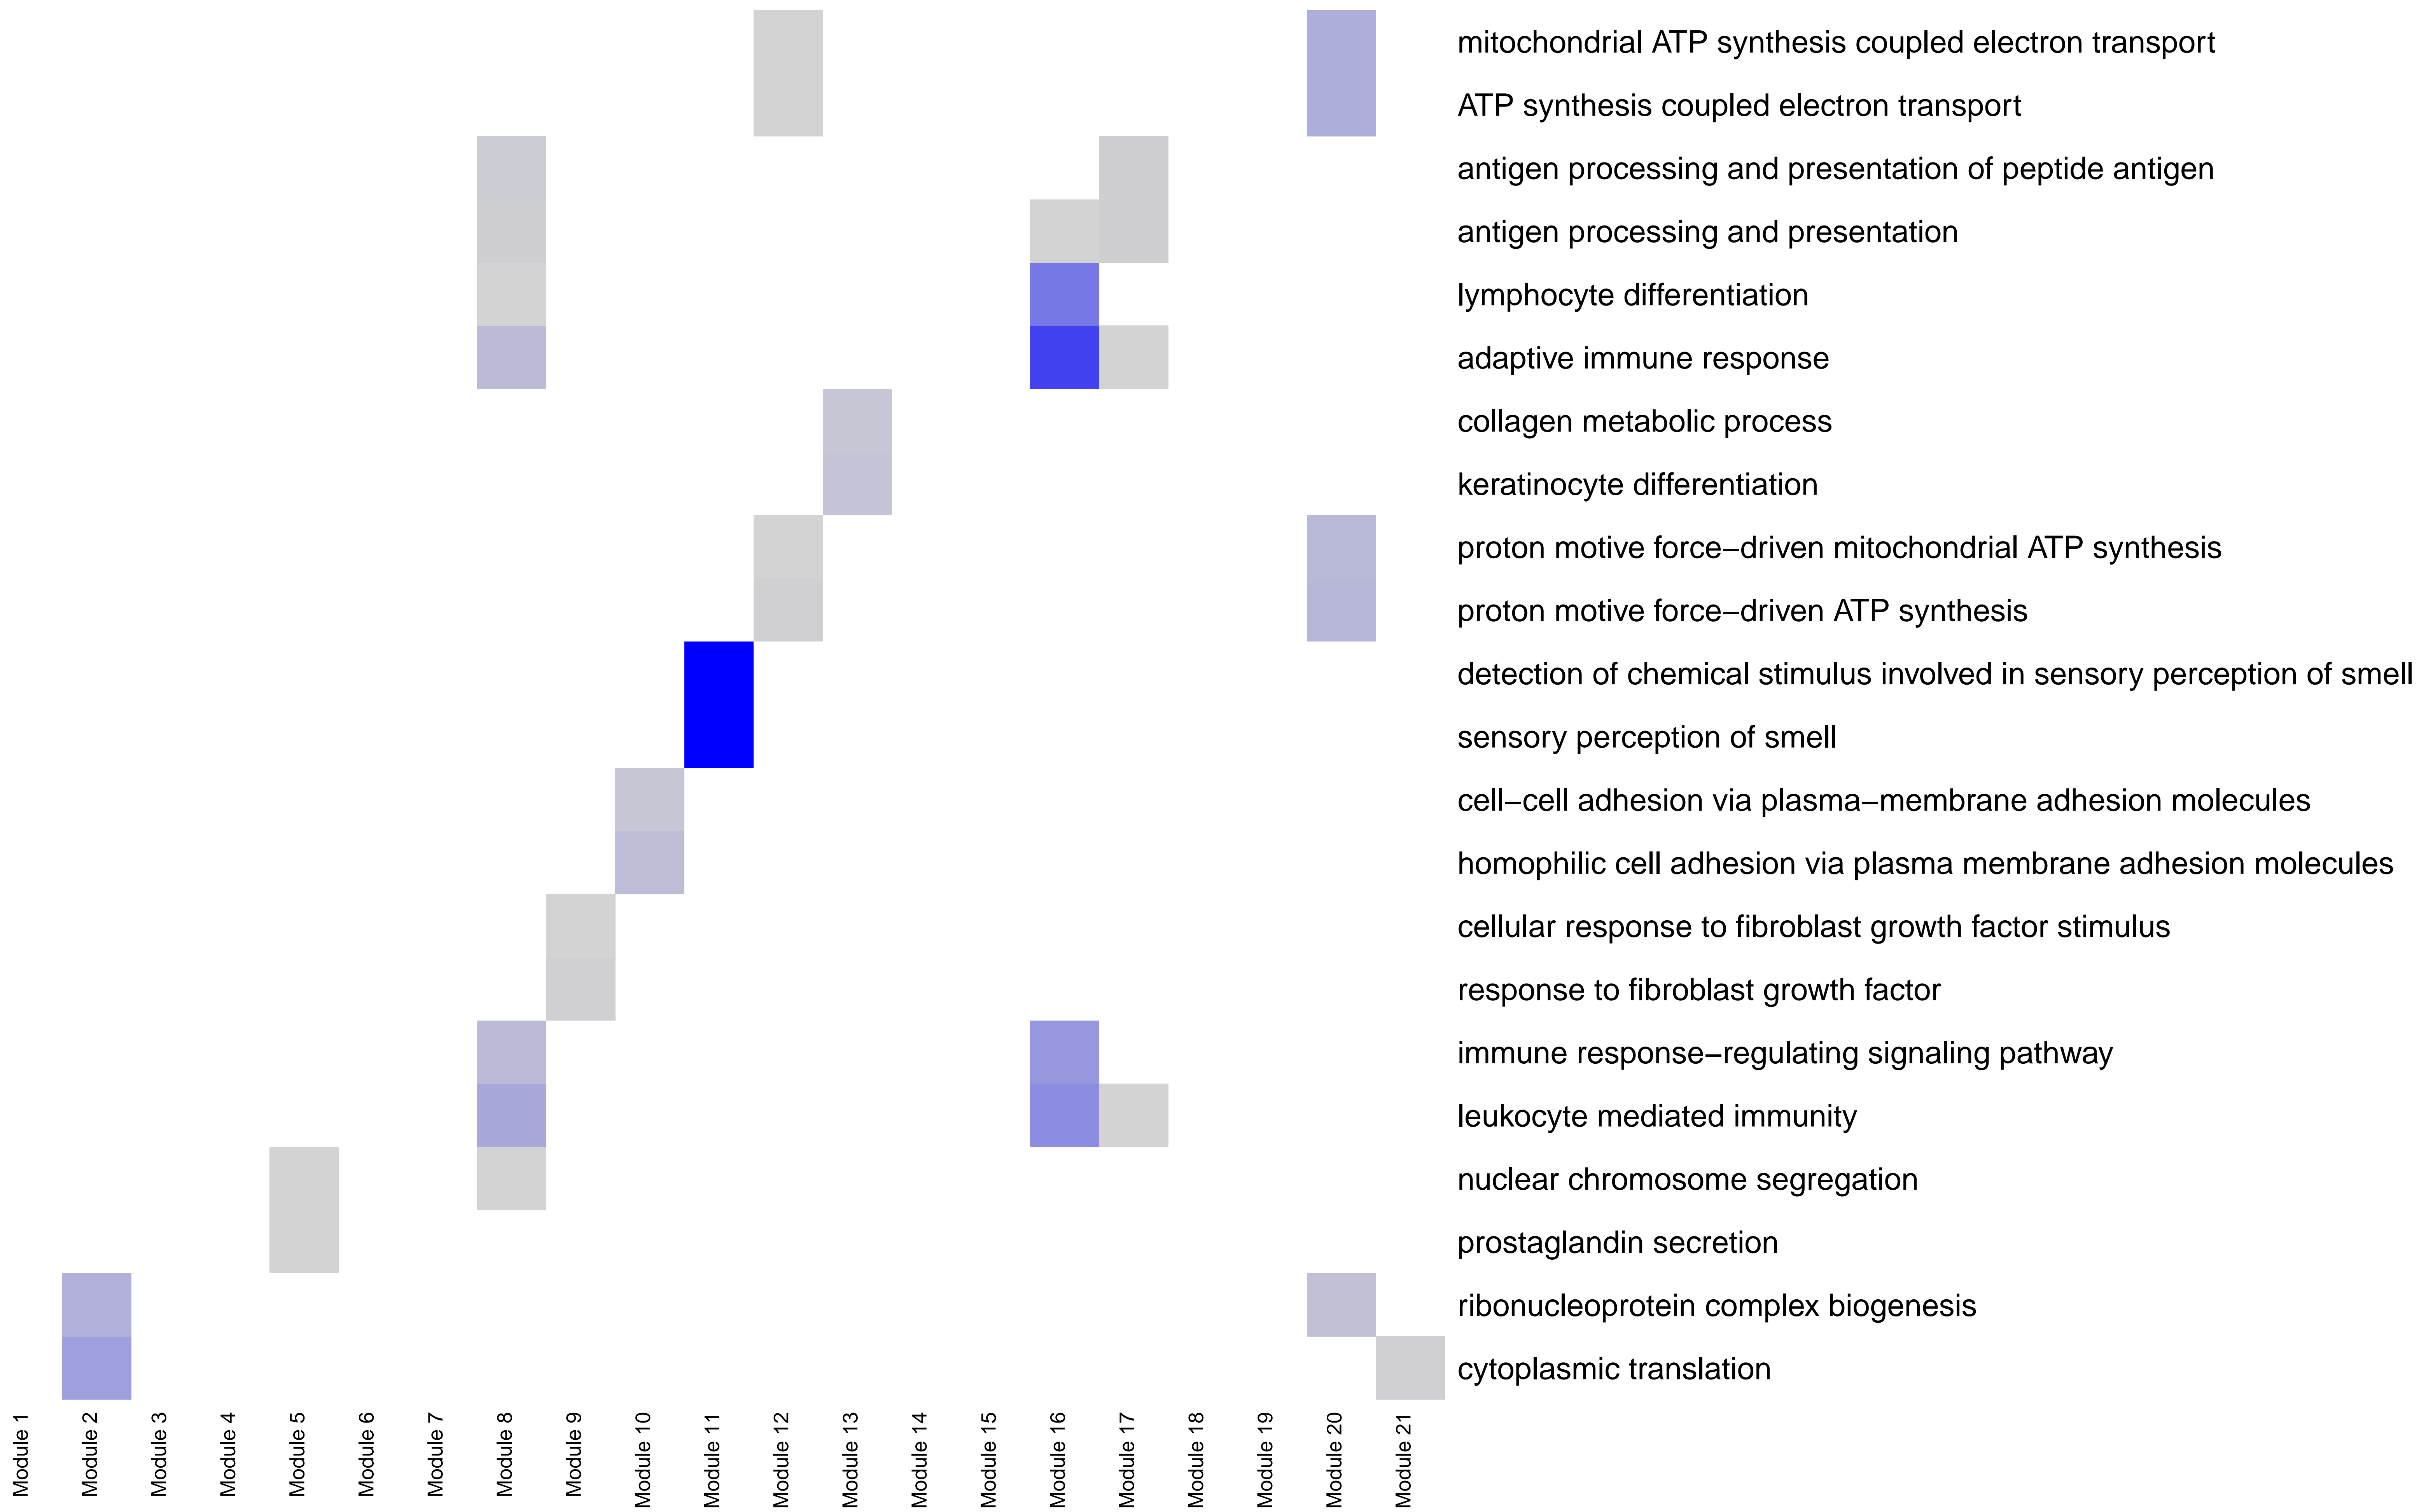 mitochondrial ATP synthesis coupled electron transport
ATP synthesis coupled electron transport
antigen processing and presentation of peptide antigen
antigen processing and presentation
lymphocyte differentiation
adaptive immune response
collagen metabolic process
keratinocyte differentiation
proton motive force−driven mitochondrial ATP synthesis
proton motive force−driven ATP synthesis
detection of chemical stimulus involved in sensory perception of smell
sensory perception of smell
cell−cell adhesion via plasma−membrane adhesion molecules
homophilic cell adhesion via plasma membrane adhesion molecules
cellular response to fibroblast growth factor stimulus
response to fibroblast growth factor
immune response−regulating signaling pathway
leukocyte mediated immunity
nuclear chromosome segregation
prostaglandin secretion
ribonucleoprotein complex biogenesis
cytoplasmic translation
Module 1
Module 2
Module 3
Module 4
Module 5
Module 6
Module 7
Module 8
Module 9
Module 10
Module 11
Module 12
Module 13
Module 14
Module 15
Module 16
Module 17
Module 18
Module 19
Module 20
Module 21